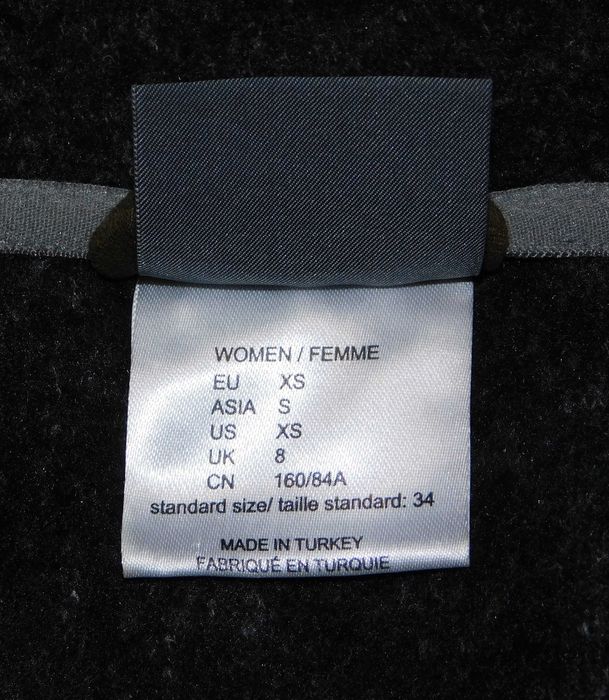 WOMEN / FEMME
EU XS
ASIA S
US XS
UK 8
CN 160/84A
standard size/ taille standard: 34
MADE IN TURKEY
FABRIQUÉ EN TURQUIE